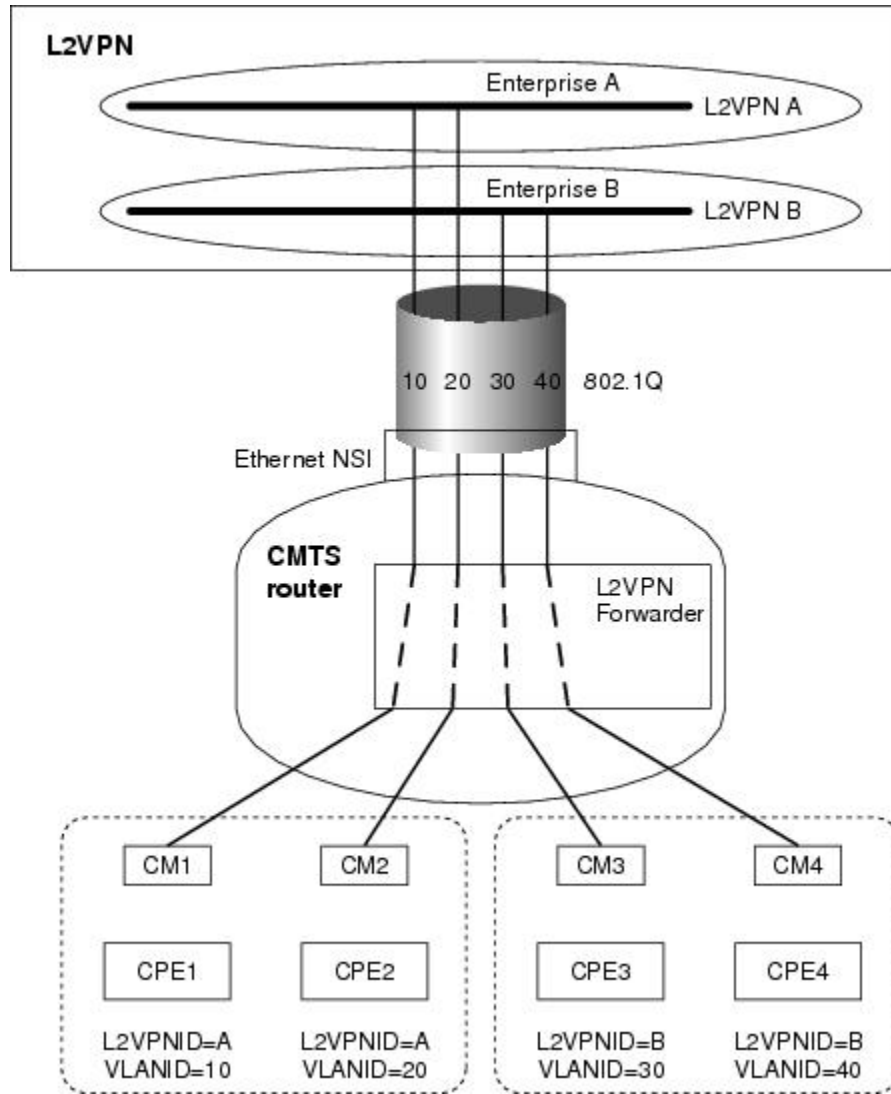 L2VPN
Enterprise A
L2VPN A
Enterprise B
L2VPN B
10 20 30 40 802.1Q
Ethernet NSI
CMTS
router
L2VPN
Forwarder
CM1 CM2 CM3 CM4
CPE1 CPE2 CPE3 CPE4
L2VPNID=A L2VPNID=A L2VPNID=B L2VPNID=B
VLANID=10 VLANID=20 VLANID=30 VLANID=40